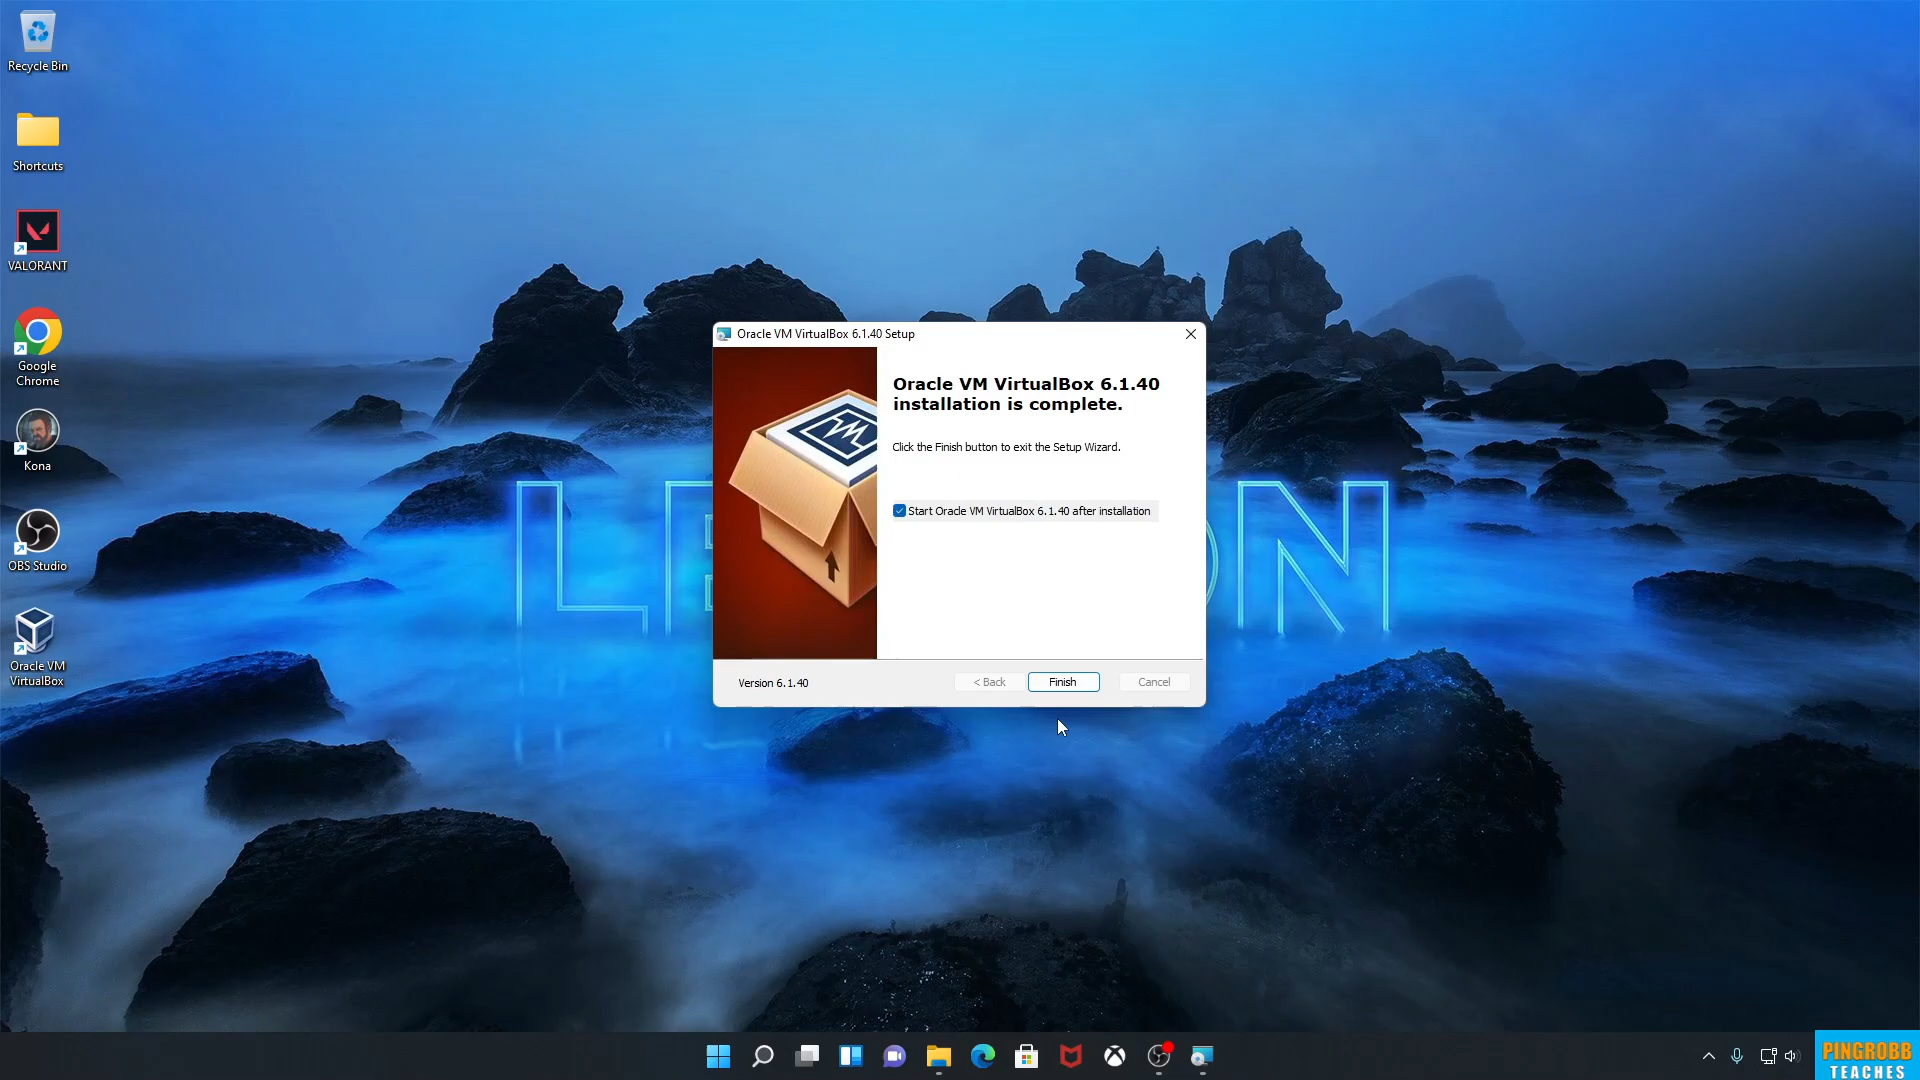 Recycle Bin
Shortcuts
VALORANT
Google
Chrome
Kona
OBS Studio
Oracle VM
VirtualBox
Oracle VM VirtualBox 6.1.40 Setup
Oracle VM VirtualBox 6.1.40
installation is complete.
Click the Finish button to exit the Setup Wizard.
Start Oracle VM VirtualBox 6.1.40 after installation
Version 6.1.40
< Back
Finish
Cancel
PINGROBB
TEACHES